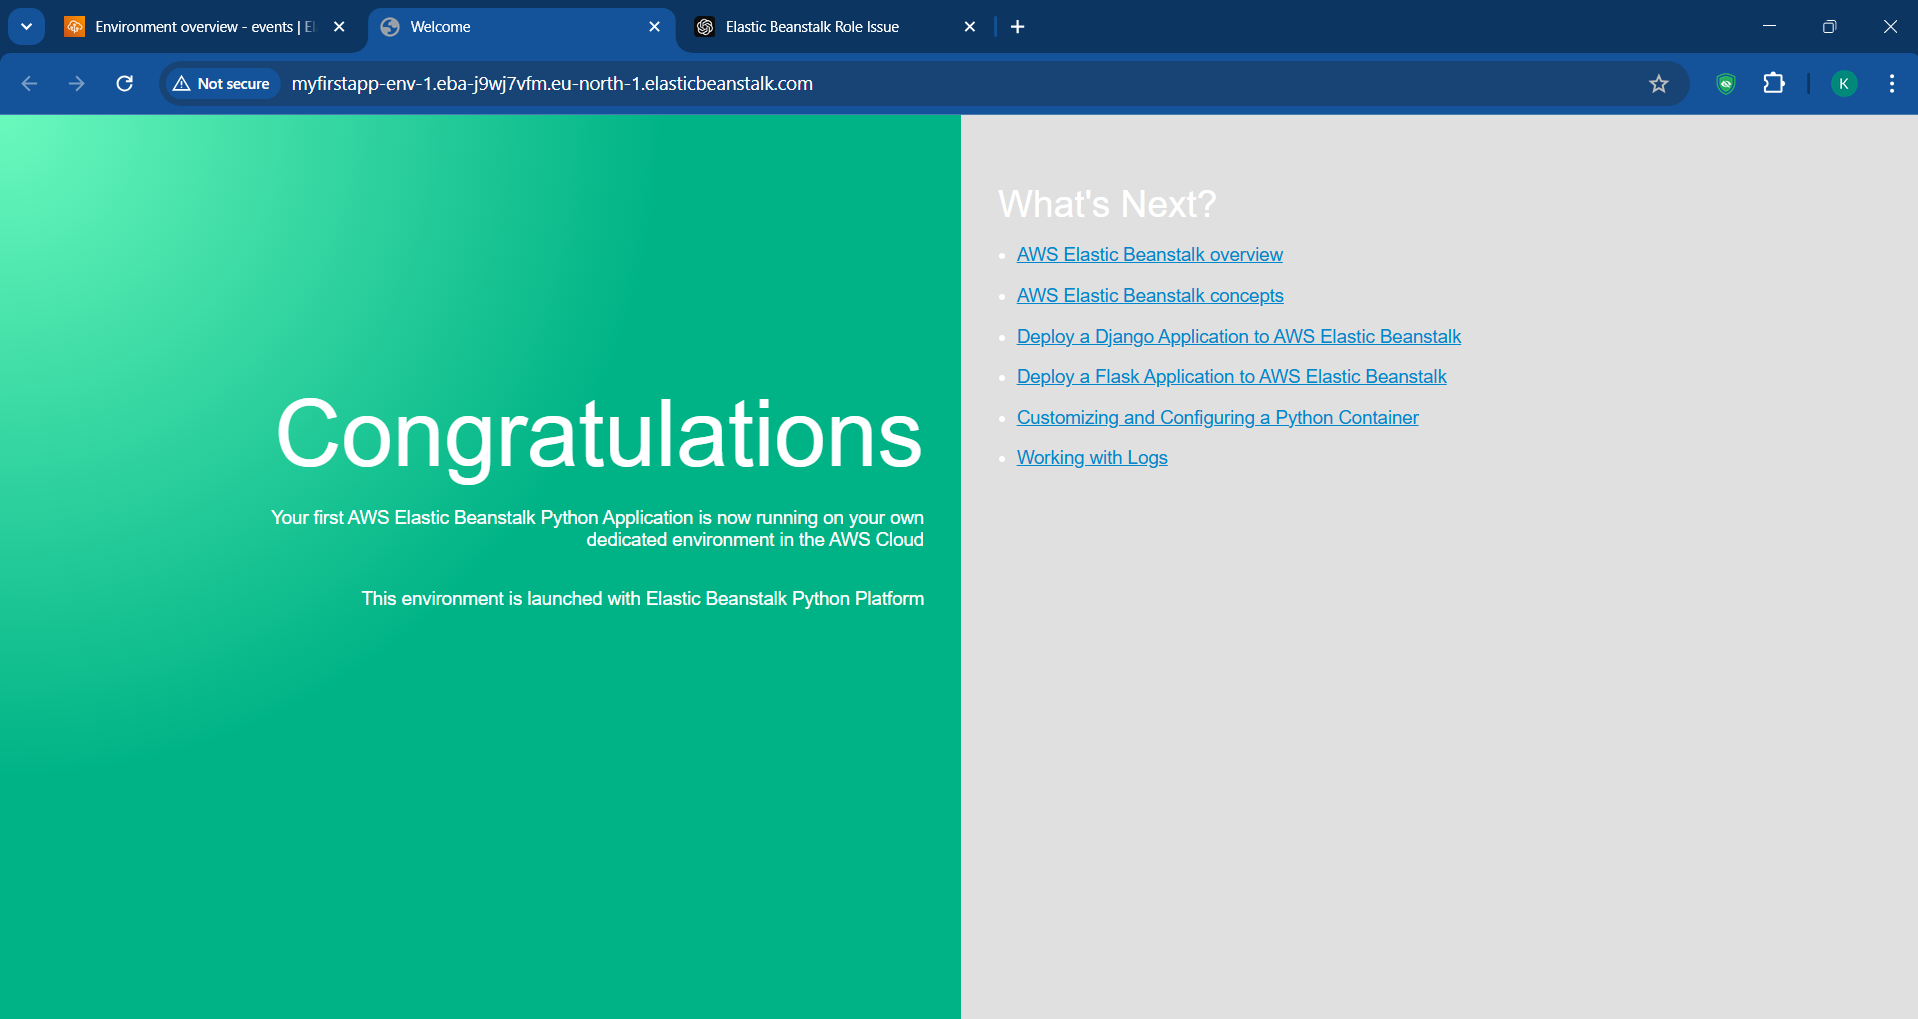 Environment overview - events | El
Welcome
Elastic Beanstalk Role Issue
Not secure
myfirstapp-env-1.eba-j9wj7vfm.eu-north-1.elasticbeanstalk.com
K
Congratulations
Your first AWS Elastic Beanstalk Python Application is now running on your own
dedicated environment in the AWS Cloud
This environment is launched with Elastic Beanstalk Python Platform
What's Next?
AWS Elastic Beanstalk overview
AWS Elastic Beanstalk concepts
Deploy a Django Application to AWS Elastic Beanstalk
Deploy a Flask Application to AWS Elastic Beanstalk
Customizing and Configuring a Python Container
Working with Logs